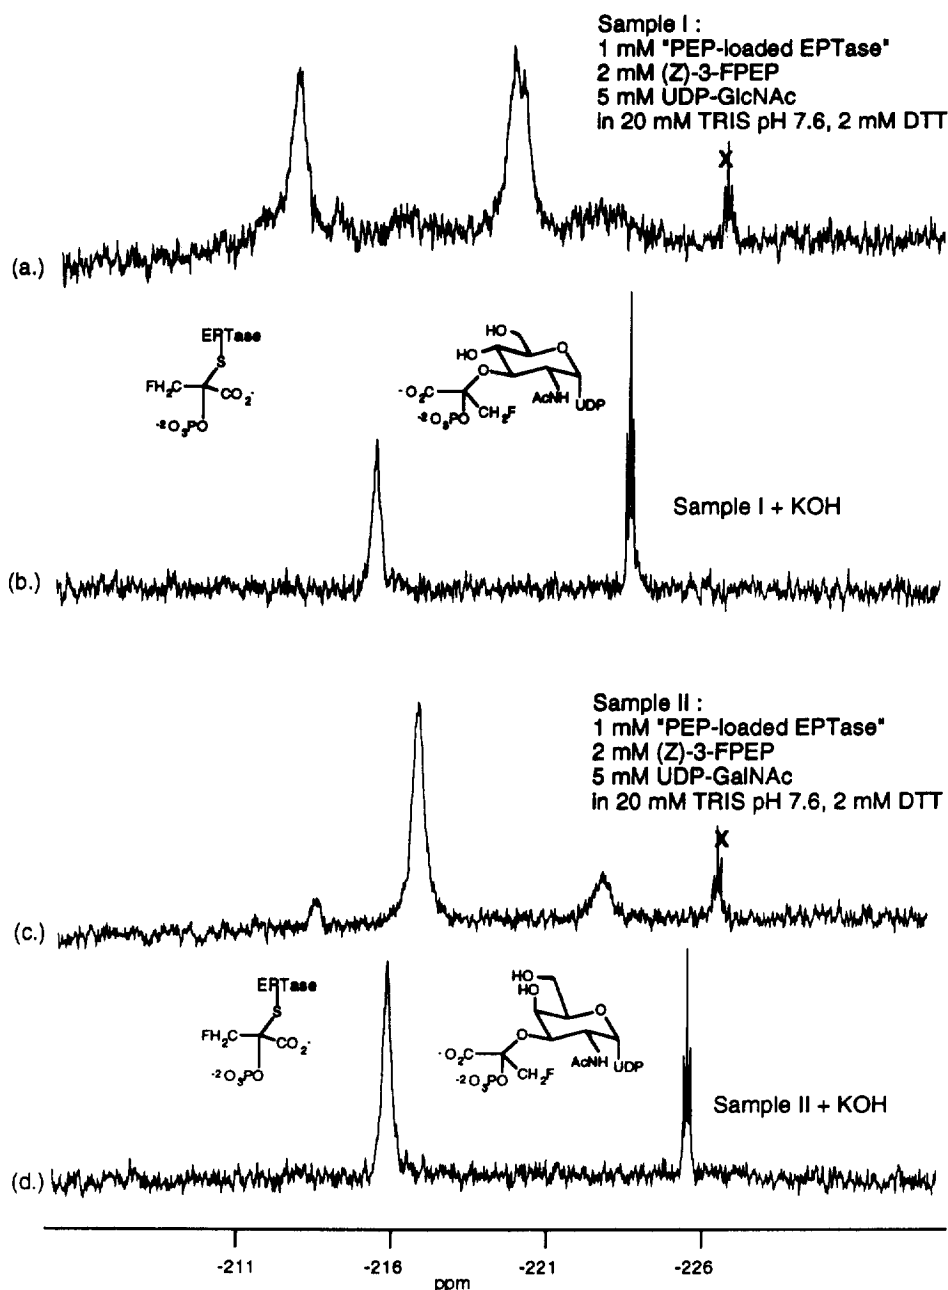 Sample I :
1 mM "PEP-loaded EPTase"
2 mM (Z)-3-FPEP
5 mM UDP-GlcNAc
in 20 mM TRIS pH 7.6, 2 mM DTT
X
(a.)
EPTase
S
FH2C
CO2-
-2O3PO
HO
HO
O
O
-O2C
AcNH
UDP
-2O3PO
CH2F
Sample I + KOH
(b.)
Sample II :
1 mM "PEP-loaded EPTase"
2 mM (Z)-3-FPEP
5 mM UDP-GalNAc
in 20 mM TRIS pH 7.6, 2 mM DTT
X
(c.)
EPTase
S
FH2C
CO2-
-2O3PO
HO
HO
O
O
-O2C
AcNH
UDP
-2O3PO
CH2F
Sample II + KOH
(d.)
-211 -216 -221 -226
ppm